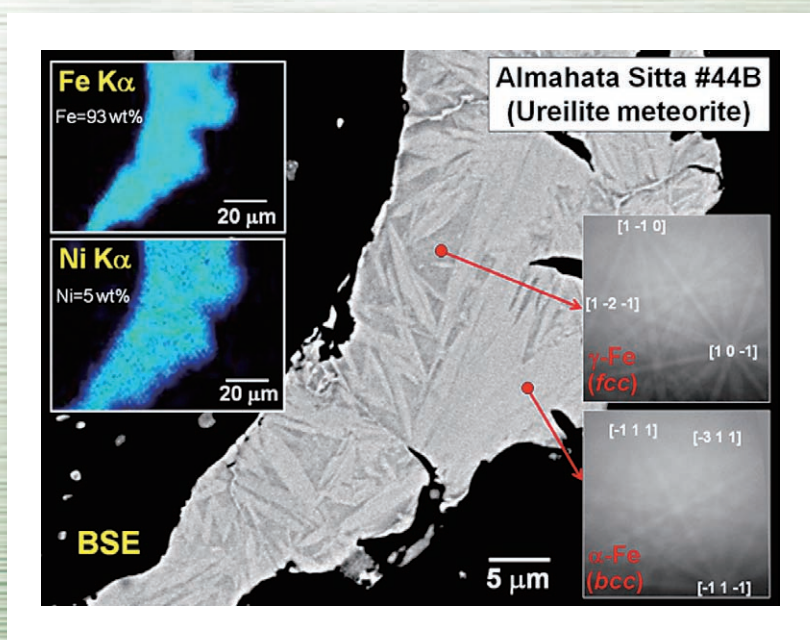 Fe Kα
Fe=93 wt%
20 μm
Ni Kα
Ni=5 wt%
20 μm
Almahata Sitta #44B
(Ureilite meteorite)
[1 -1 0]
[1 -2 -1]
[1 0 -1]
γ-Fe
(fcc)
[-1 1 1]
[-3 1 1]
α-Fe
(bcc)
[-1 1 -1]
BSE
5 μm